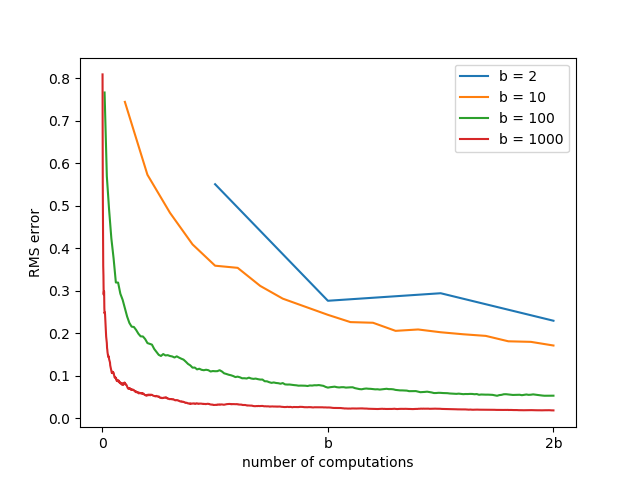 b = 2
b = 10
b = 100
b = 1000
RMS error
0.8
0.7
0.6
0.5
0.4
0.3
0.2
0.1
0.0
0 b 2b
number of computations